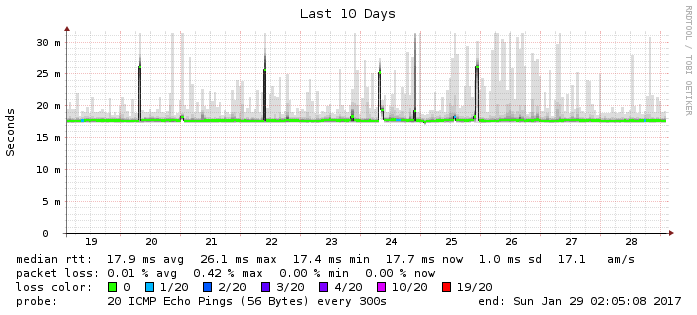 Last 10 Days
RRDTOOL / TOBI OETIKER
Seconds
30 m
25 m
20 m
15 m
10 m
5 m
0
19 20 21 22 23 24 25 26 27 28
median rtt: 17.9 ms avg 26.1 ms max 17.4 ms min 17.7 ms now 1.0 ms sd 17.1 am/s
packet loss: 0.01 % avg 0.42 % max 0.00 % min 0.00 % now
loss color: 0 1/20 2/20 3/20 4/20 10/20 19/20
probe: 20 ICMP Echo Pings (56 Bytes) every 300s end: Sun Jan 29 02:05:08 2017